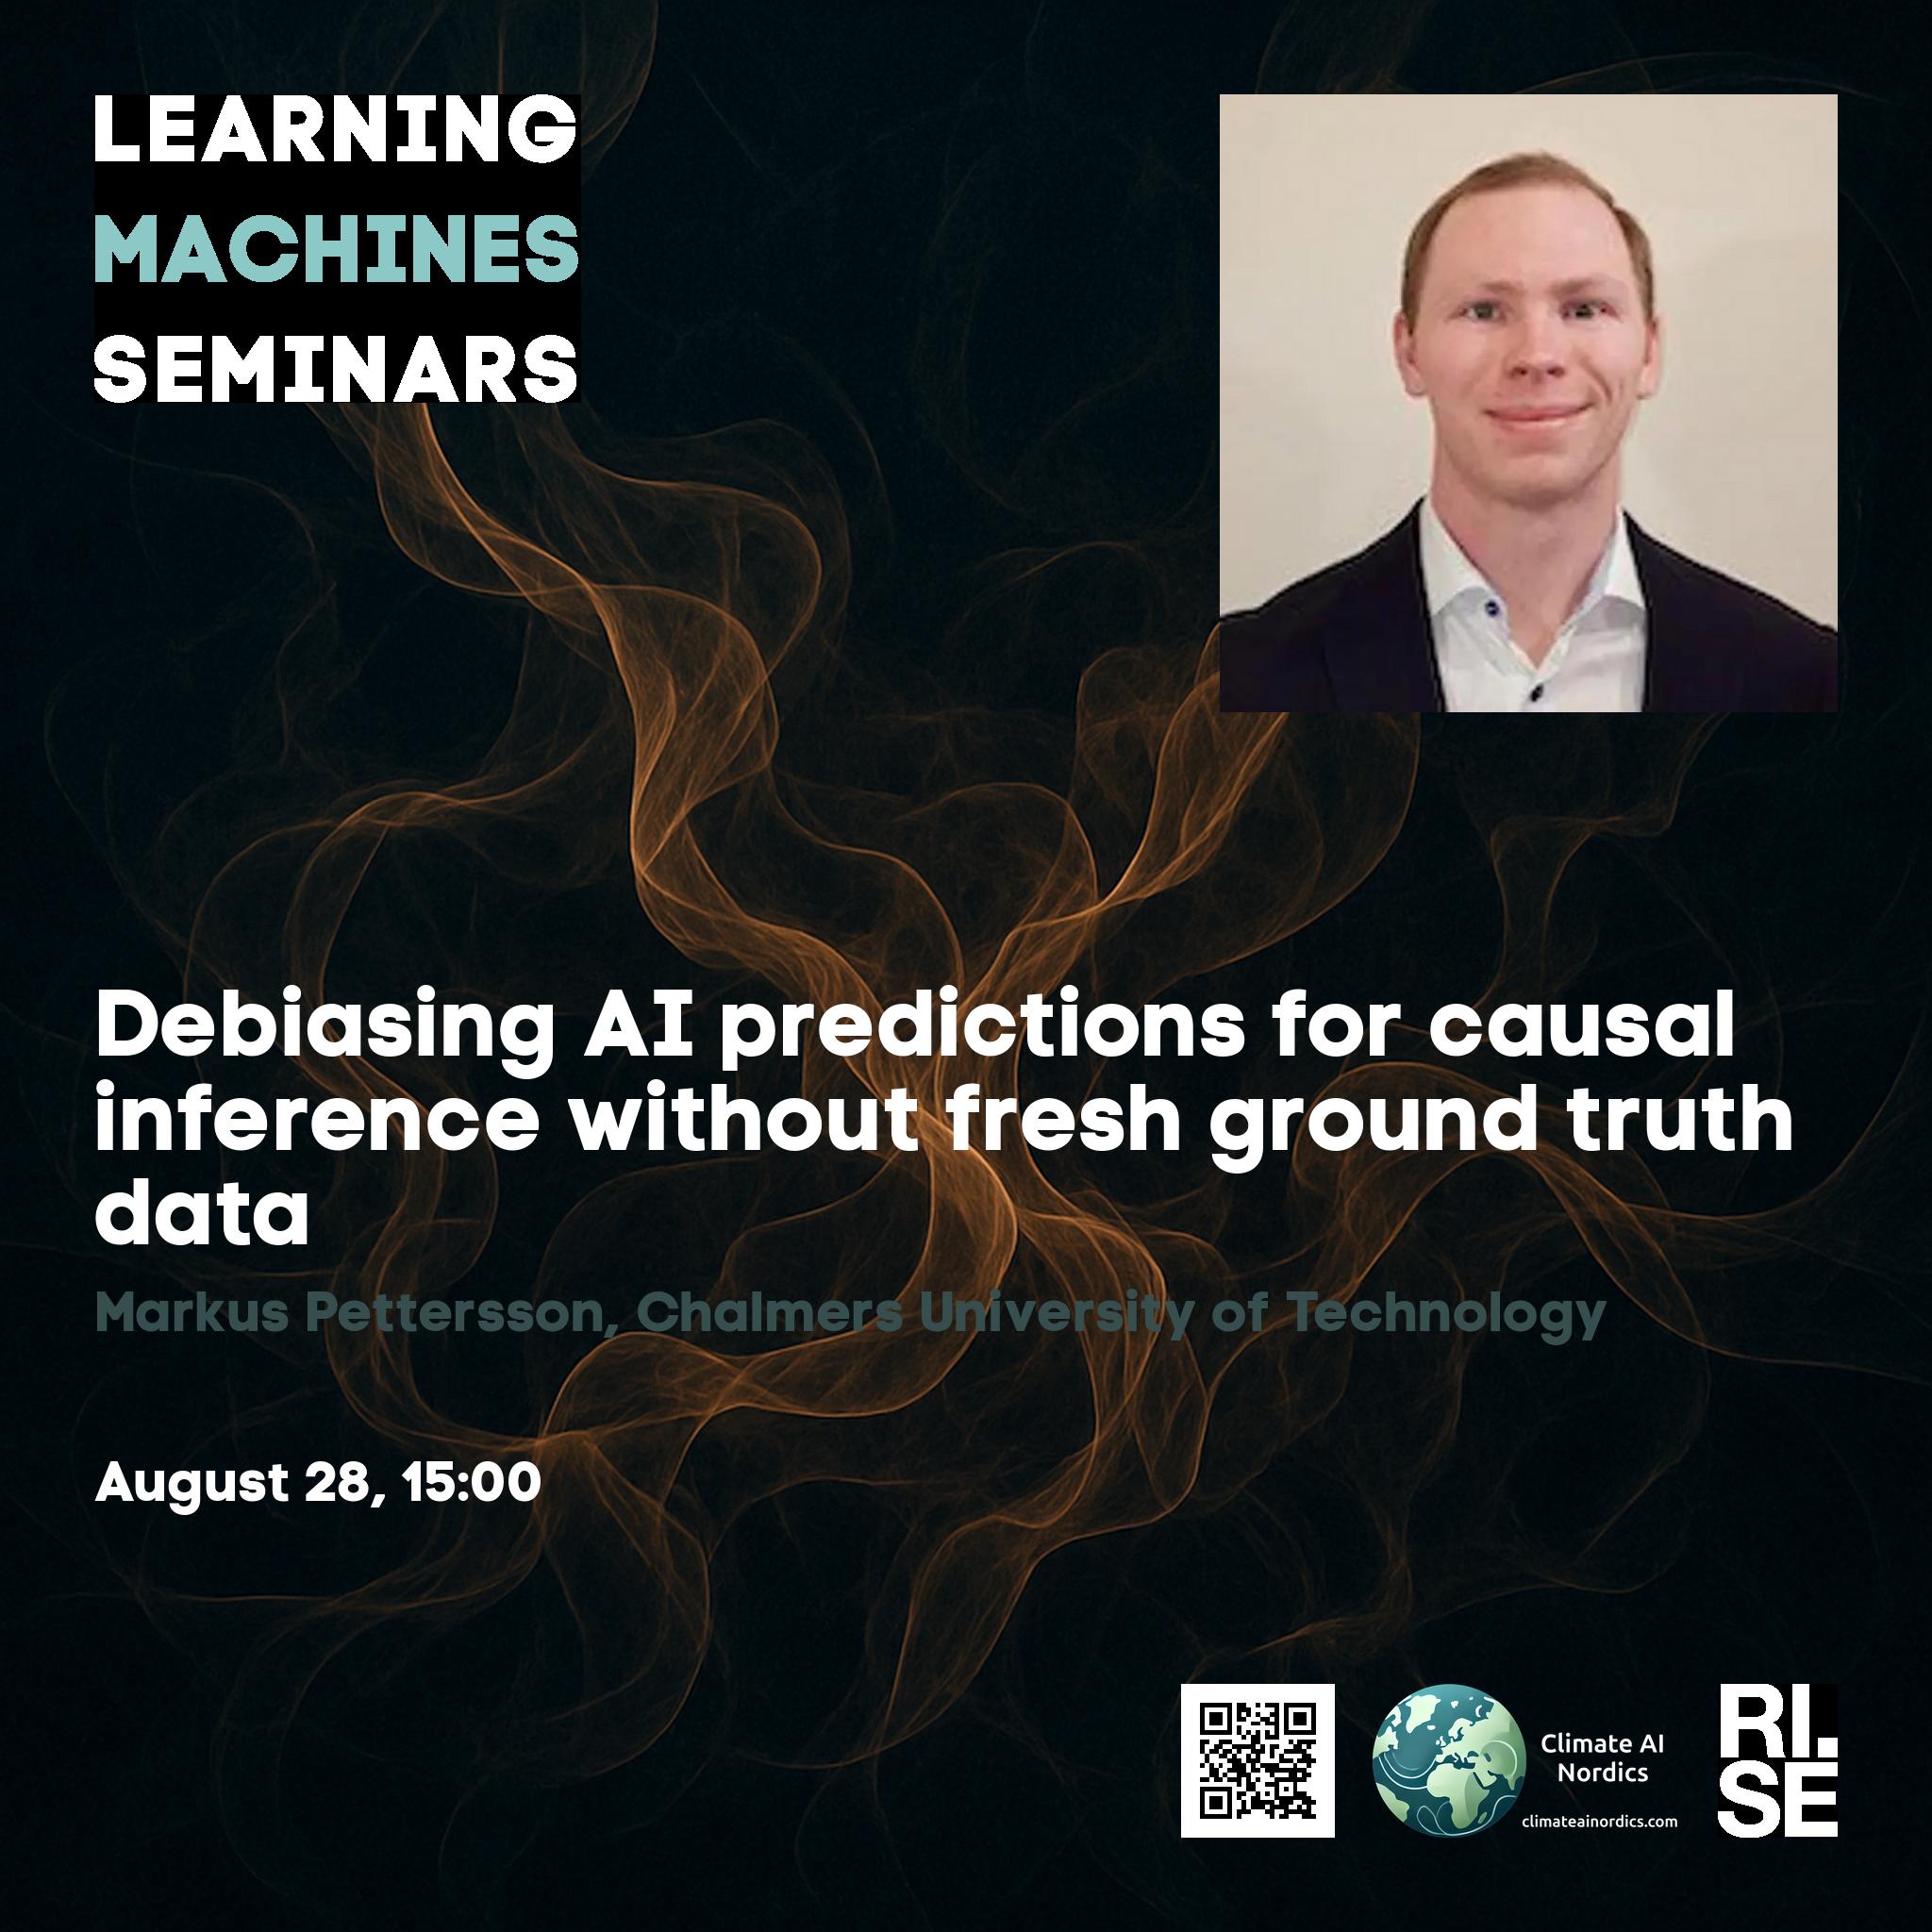 LEARNING
MACHINES
SEMINARS
Debiasing AI predictions for causal
inference without fresh ground truth
data
Markus Pettersson, Chalmers University of Technology
August 28, 15:00
Climate AI
Nordics
climateainordics.com
RI.
SE